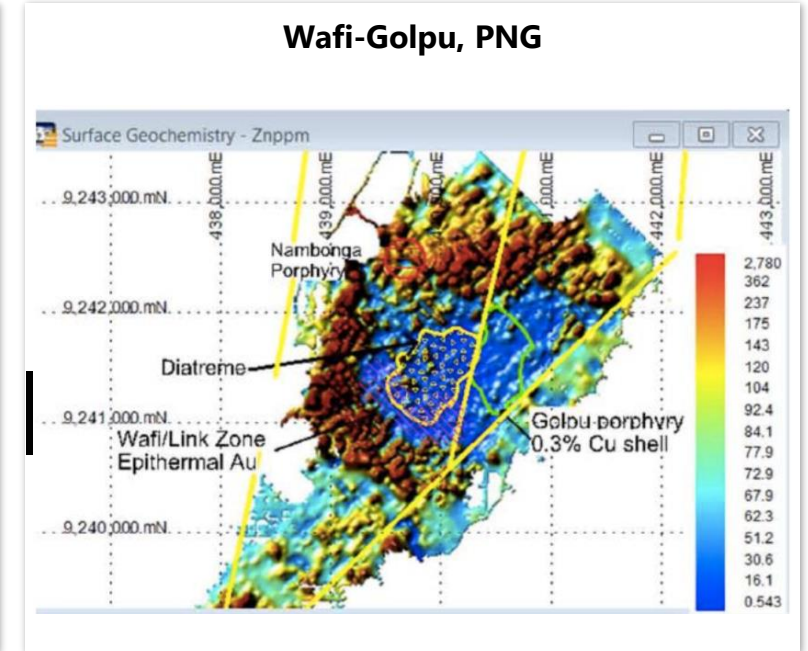 Wafi-Golpu, PNG
Surface Geochemistry - Znppm
9,243,000.mN
438,000.mE
439,000.mE
000.mE
000.mE
442,000.mE
443,000.mE
Nambonga
Porphyry
9,242,000.mN
Diatreme
9,241,000.mN
Wafi/Link Zone
Epithermal Au
Golpu porphyry
0.3% Cu shell
9,240,000.mN
2,780
362
237
175
143
120
104
92.4
84.1
77.9
72.9
67.9
62.3
51.2
30.6
16.1
0.543